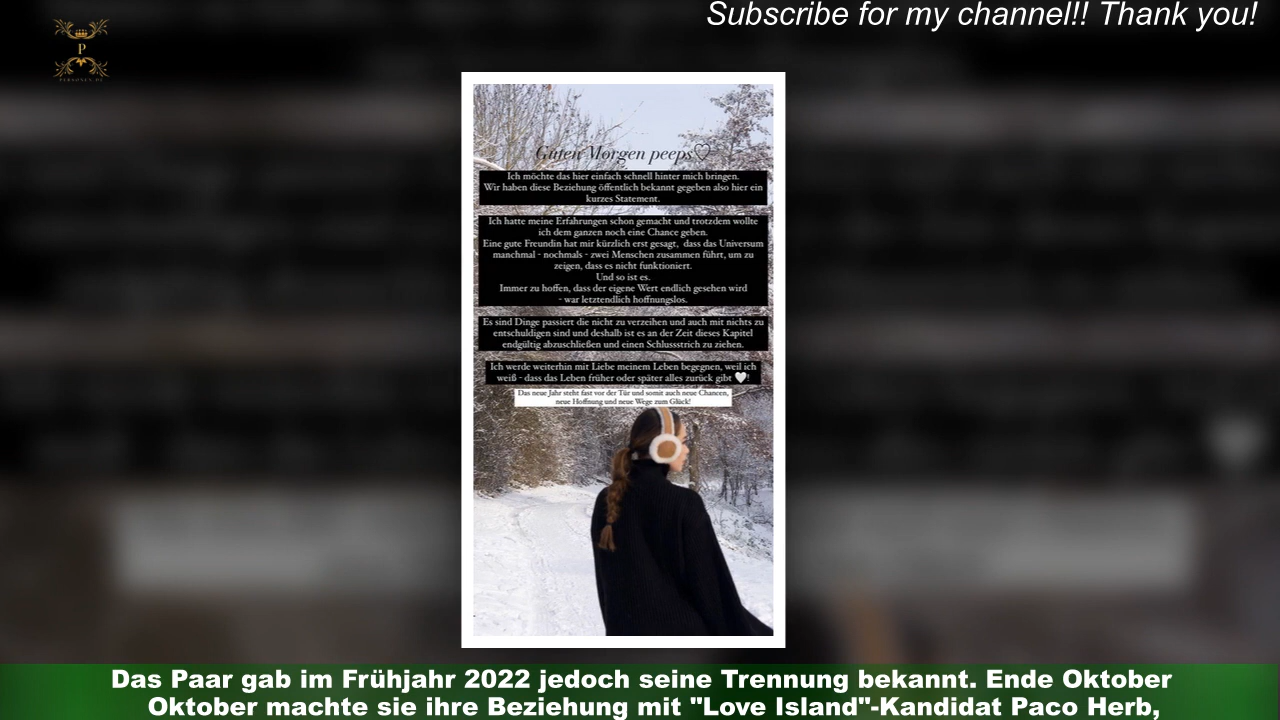 Subscribe for my channel!! Thank you!
P
PERSONEN.DE
Guten Morgen peeps♡
Ich möchte das hier einfach schnell hinter mich bringen.
Wir haben diese Beziehung öffentlich bekannt gegeben also hier ein
kurzes Statement.
Ich hatte meine Erfahrungen schon gemacht und trotzdem wollte
ich dem ganzen noch eine Chance geben.
Eine gute Freundin hat mir kürzlich erst gesagt, dass das Universum
manchmal - nochmals - zwei Menschen zusammen führt, um zu
zeigen, dass es nicht funktioniert.
Und so ist es.
Immer zu hoffen, dass der eigene Wert endlich gesehen wird
- war letztendlich hoffnungslos.
Es sind Dinge passiert die nicht zu verzeihen und auch mit nichts zu
entschuldigen sind und deshalb ist es an der Zeit dieses Kapitel
endgültig abzuschließen und einen Schlussstrich zu ziehen.
Ich werde weiterhin mit Liebe meinem Leben begegnen, weil ich
weiß - dass das Leben früher oder später alles zurück gibt 🤍!
Das neue Jahr steht fast vor der Tür und somit auch neue Chancen,
neue Hoffnung und neue Wege zum Glück!
Das Paar gab im Frühjahr 2022 jedoch seine Trennung bekannt. Ende Oktober
Oktober machte sie ihre Beziehung mit "Love Island"-Kandidat Paco Herb,